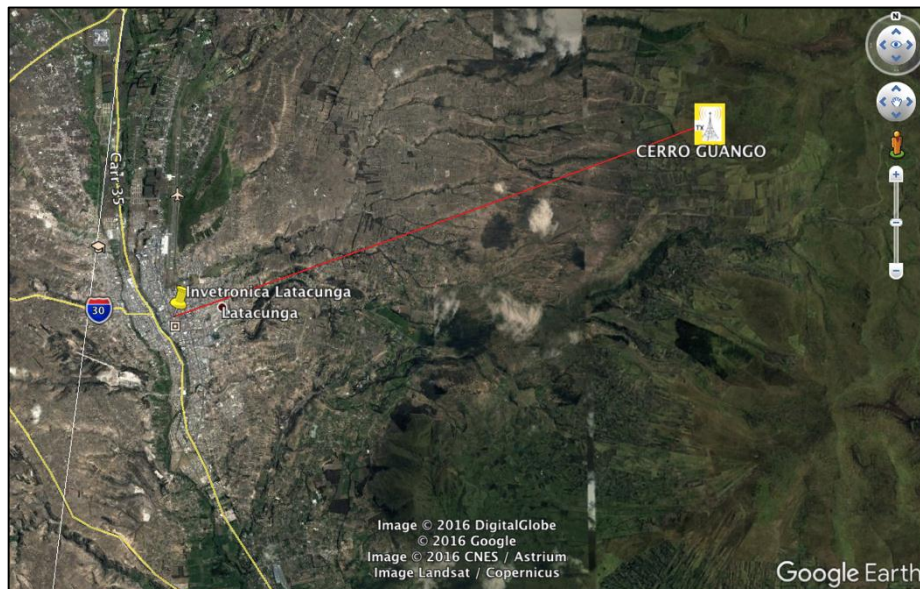 N
TX
CERRO GUANGO
Carr 35
Invetronica Latacunga
Latacunga
30
Image © 2016 DigitalGlobe
© 2016 Google
Image © 2016 CNES / Astrium
Image Landsat / Copernicus
Google Earth